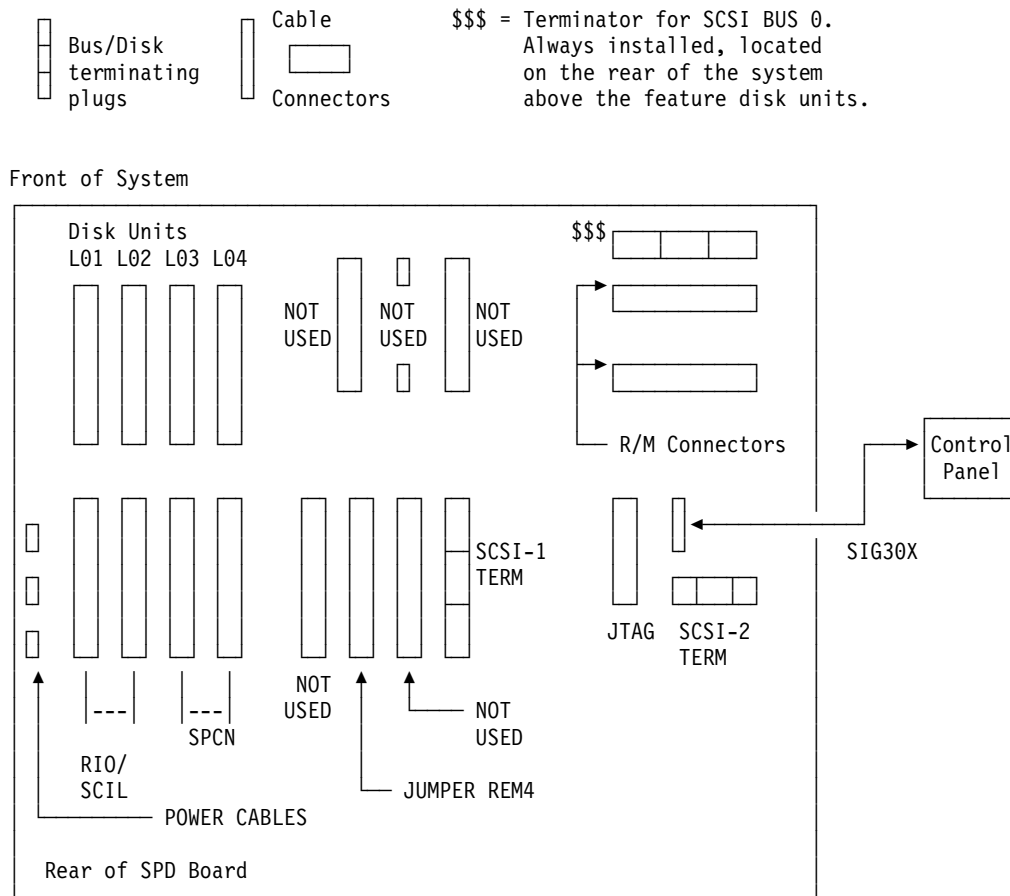 Cable
$$$ = Terminator for SCSI BUS 0.
Bus/Disk
Always installed, located
terminating
on the rear of the system
plugs
Connectors
above the feature disk units.
Front of System
Disk Units
$$$
L01 L02 L03 L04
NOT
USED
NOT
USED
NOT
USED
R/M Connectors
Control
Panel
SCSI-1
TERM
SIG30X
JTAG
SCSI-2
TERM
NOT
USED
NOT
USED
SPCN
RIO/
SCIL
JUMPER REM4
POWER CABLES
Rear of SPD Board